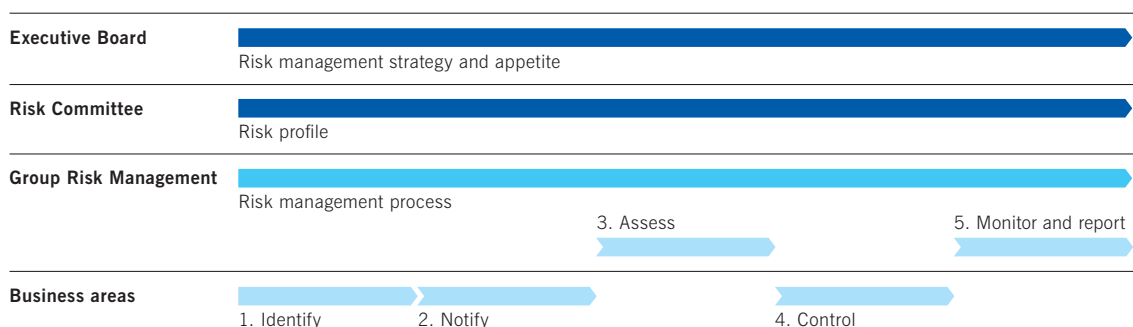 Executive Board
Risk management strategy and appetite
Risk Committee
Risk profile
Group Risk Management
Risk management process
3. Assess
5. Monitor and report
Business areas
1. Identify
2. Notify
4. Control